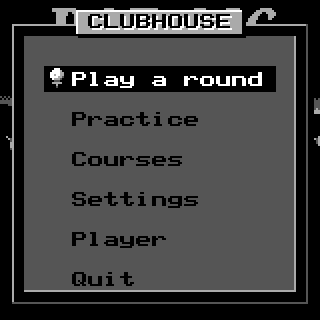 CLUBHOUSE
Play a round
Practice
Courses
Settings
Player
Quit